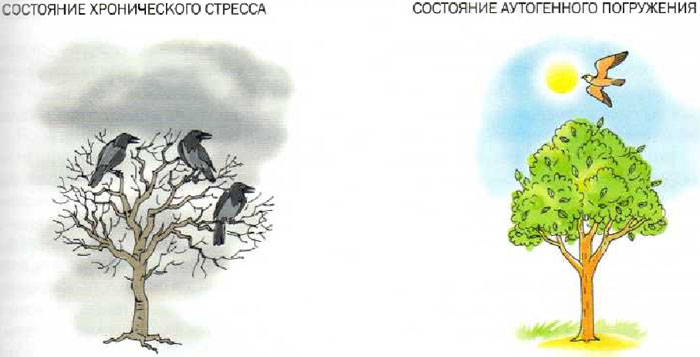 СОСТОЯНИЕ ХРОНИЧЕСКОГО СТРЕССА
СОСТОЯНИЕ АУТОГЕННОГО ПОГРУЖЕНИЯ